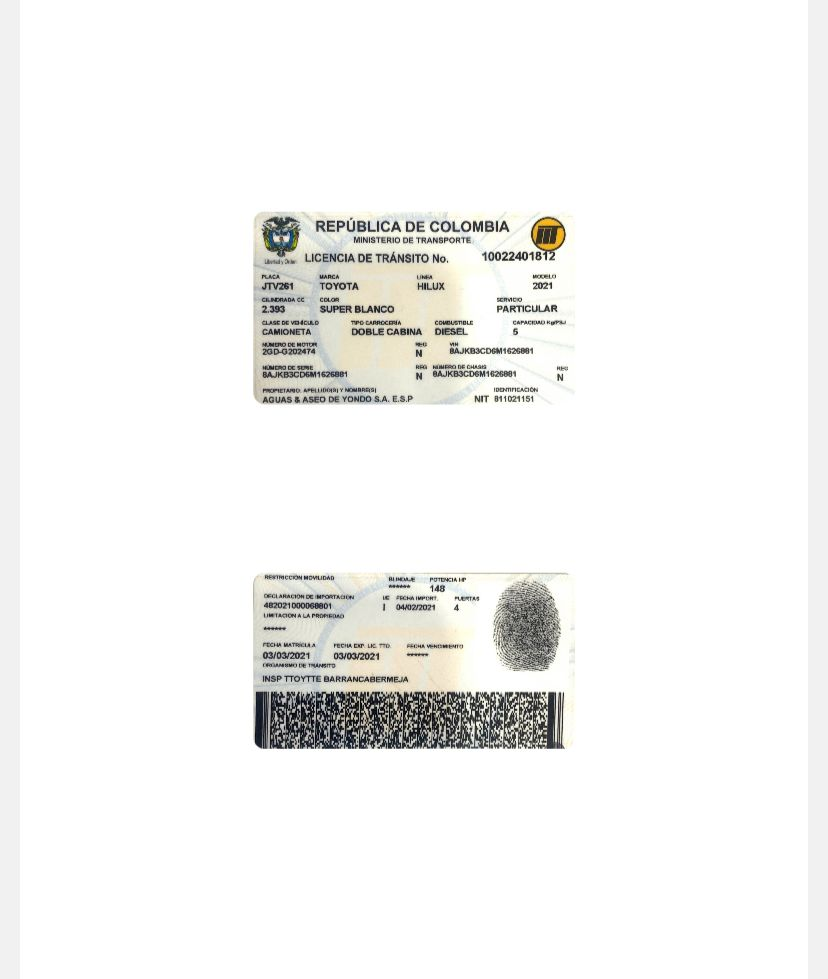 REPÚBLICA DE COLOMBIA
MINISTERIO DE TRANSPORTE
Libertad y Orden
LICENCIA DE TRÁNSITO No. 10022401812
PLACA MARCA LÍNEA MODELO
JTV261 TOYOTA HILUX 2021
CILINDRADA CC COLOR SERVICIO
2.393 SUPER BLANCO PARTICULAR
CLASE DE VEHÍCULO TIPO CARROCERÍA COMBUSTIBLE CAPACIDAD Kg/PSJ
CAMIONETA DOBLE CABINA DIESEL 5
NÚMERO DE MOTOR REG VIN
2GD-G202474 N 8AJKB3CD6M1626881
NÚMERO DE SERIE REG NÚMERO DE CHASIS REG
8AJKB3CD6M1626881 N 8AJKB3CD6M1626881 N
PROPIETARIO: APELLIDO(S) Y NOMBRE(S) IDENTIFICACIÓN
AGUAS & ASEO DE YONDO S.A. E.S.P NIT 811021151
RESTRICCIÓN MOVILIDAD BLINDAJE POTENCIA HP
****** 148
DECLARACIÓN DE IMPORTACIÓN I/E FECHA IMPORT. PUERTAS
482021000068801 I 04/02/2021 4
LIMITACIÓN A LA PROPIEDAD
******
FECHA MATRÍCULA FECHA EXP. LIC. TTO. FECHA VENCIMIENTO
03/03/2021 03/03/2021 ******
ORGANISMO DE TRÁNSITO
INSP TTOYTTE BARRANCABERMEJA